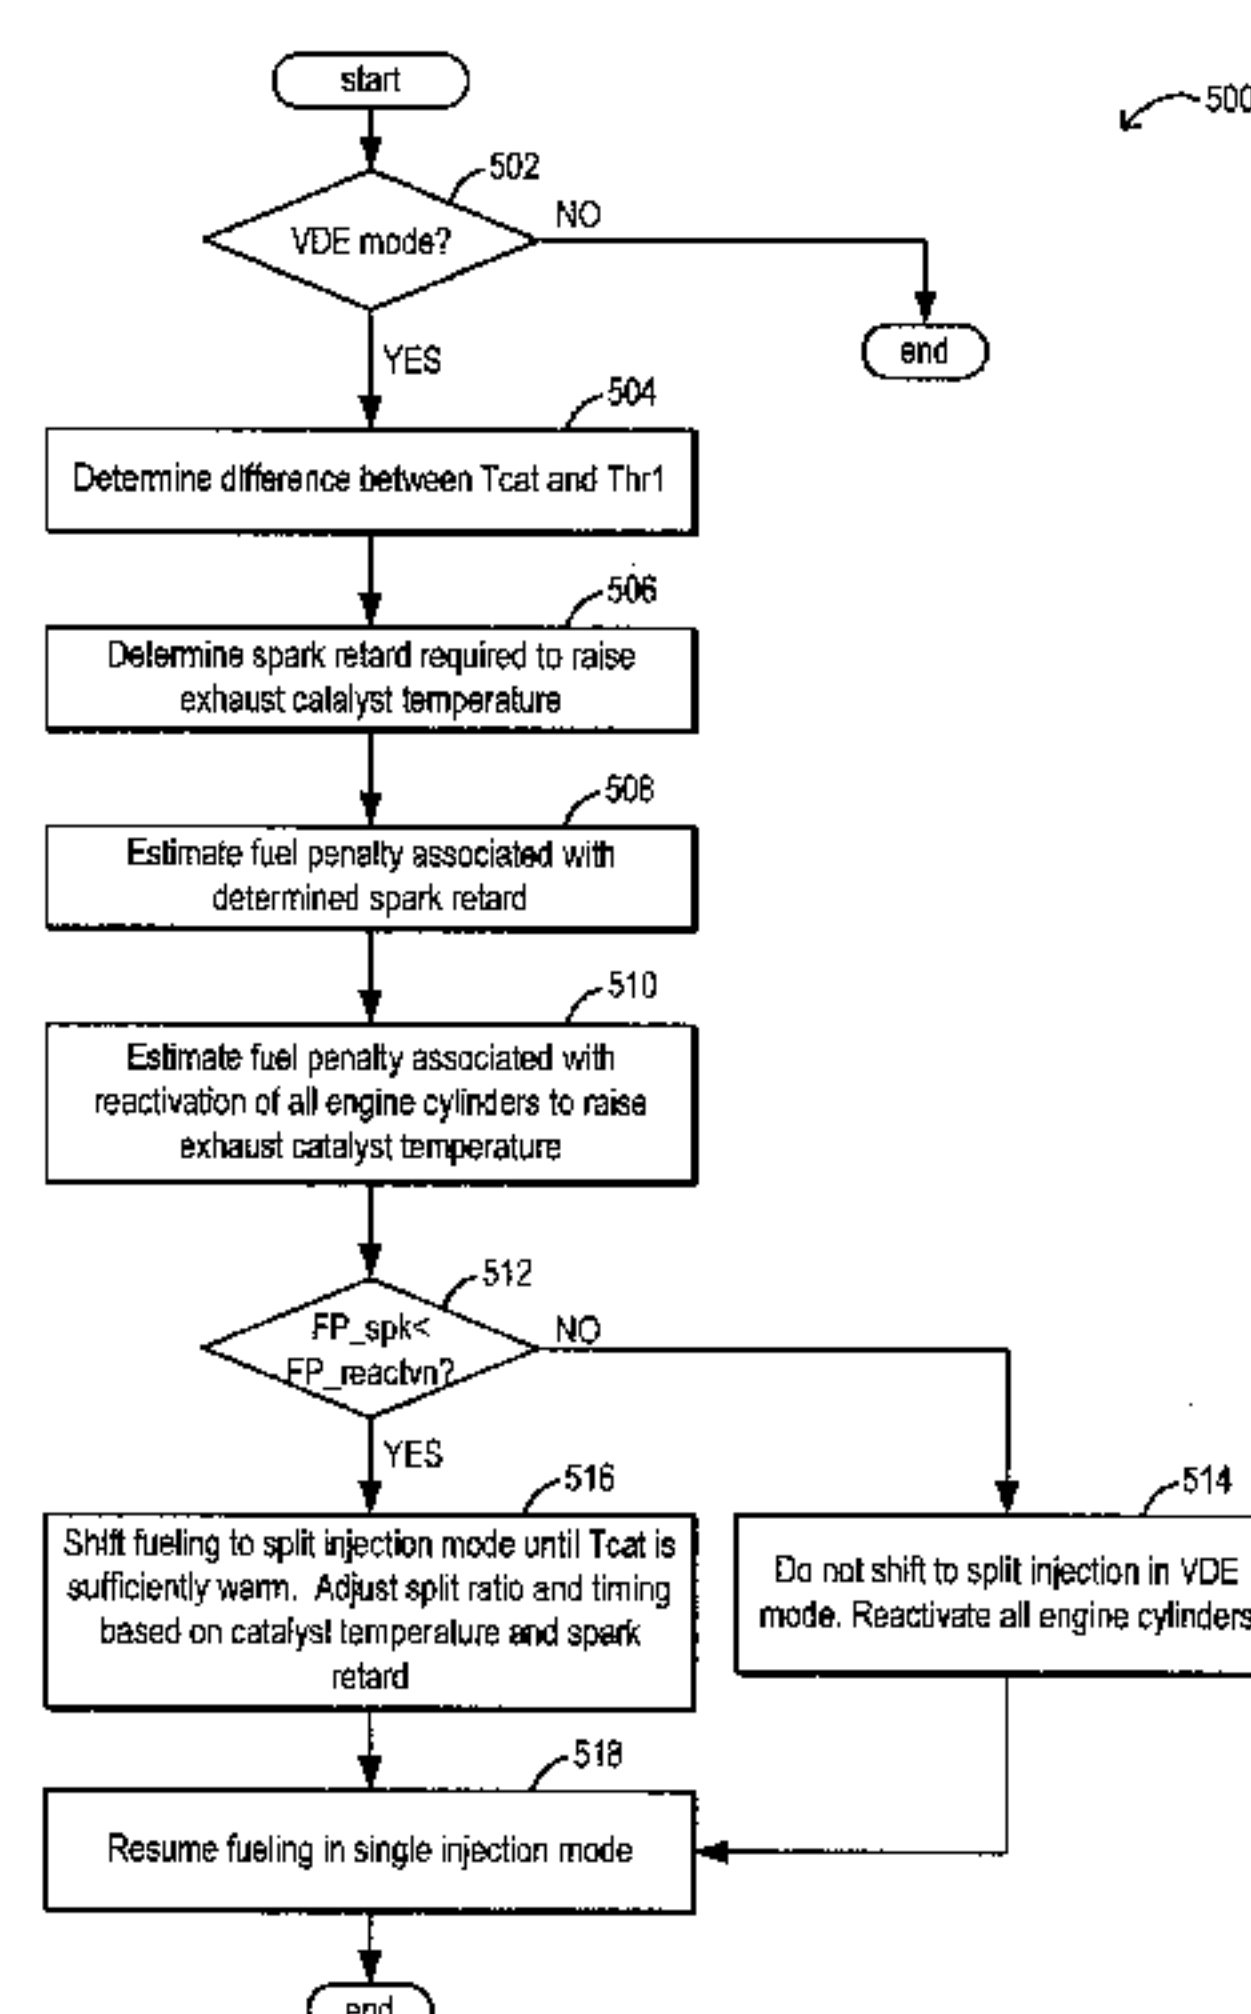 start
500
502
VDE mode?
NO
end
YES
504
Determine difference between Tcat and Thr1
506
Determine spark retard required to raise
exhaust catalyst temperature
508
Estimate fuel penalty associated with
determined spark retard
510
Estimate fuel penalty associated with
reactivation of all engine cylinders to raise
exhaust catalyst temperature
512
FP_spk<
FP_reactvn?
NO
YES
516
Shift fueling to split injection mode until Tcat is
sufficiently warm. Adjust split ratio and timing
based on catalyst temperature and spark
retard
514
Do not shift to split injection in VDE
mode. Reactivate all engine cylinders
518
Resume fueling in single injection mode
end